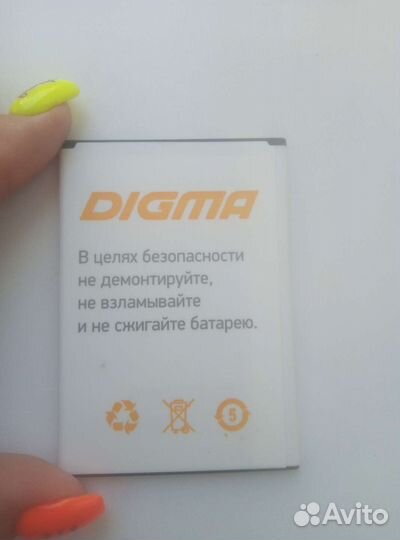 DIGMA
В целях безопасности
не демонтируйте,
не взламывайте
и не сжигайте батарею.
5
Avito